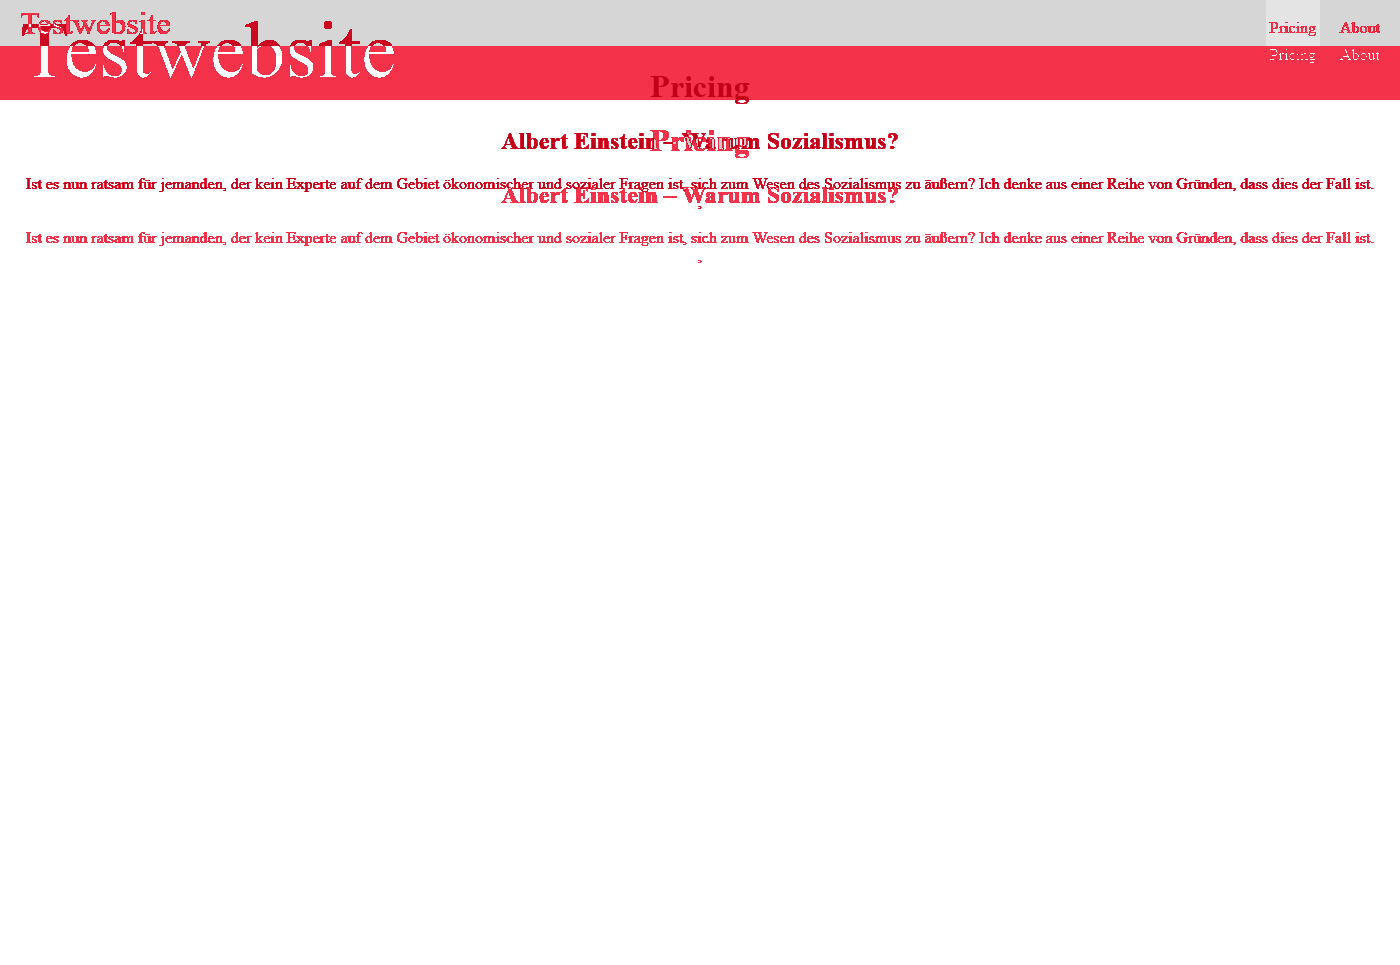 Testwebsite
Testwebsite
Pricing About
Pricing About
Pricing
Albert Einstein – Warum Sozialismus?
Pricing
Ist es nun ratsam für jemanden, der kein Experte auf dem Gebiet ökonomischer und sozialer Fragen ist, sich zum Wesen des Sozialismus zu äußern? Ich denke aus einer Reihe von Gründen, dass dies der Fall ist.
Albert Einstein – Warum Sozialismus?
Ist es nun ratsam für jemanden, der kein Experte auf dem Gebiet ökonomischer und sozialer Fragen ist, sich zum Wesen des Sozialismus zu äußern? Ich denke aus einer Reihe von Gründen, dass dies der Fall ist.